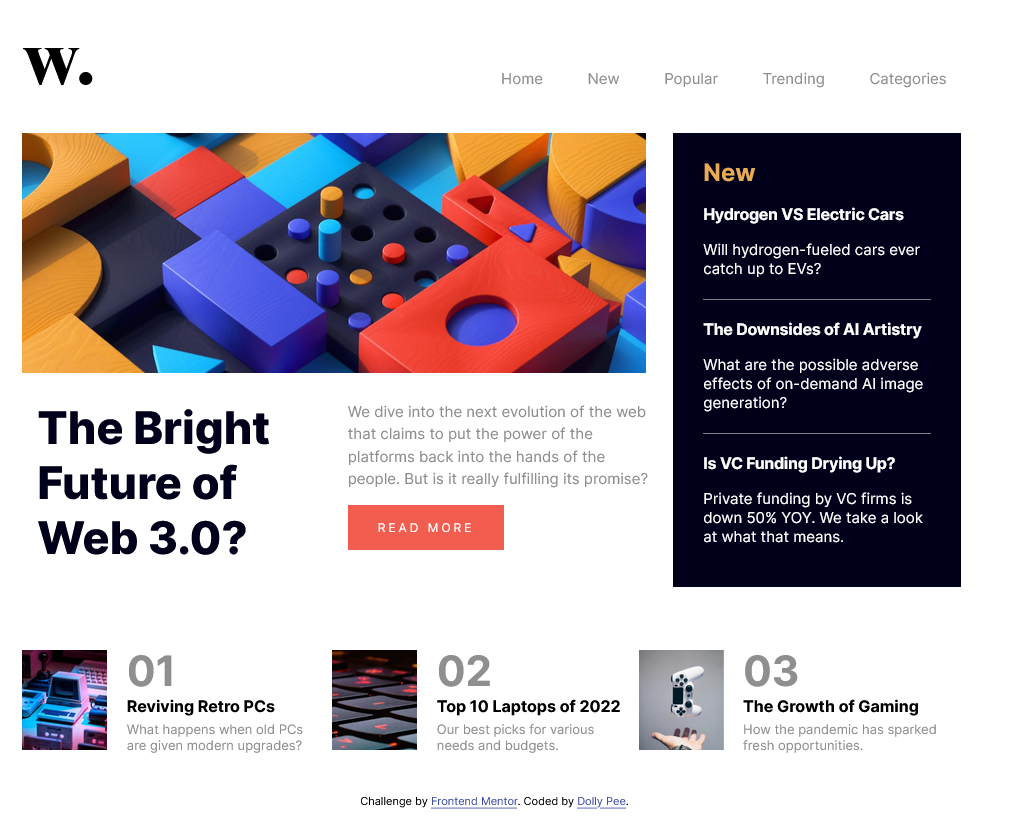 W.
Home New Popular Trending Categories
The Bright
Future of
Web 3.0?
We dive into the next evolution of the web
that claims to put the power of the
platforms back into the hands of the
people. But is it really fulfilling its promise?
READ MORE
New
Hydrogen VS Electric Cars
Will hydrogen-fueled cars ever
catch up to EVs?
The Downsides of AI Artistry
What are the possible adverse
effects of on-demand AI image
generation?
Is VC Funding Drying Up?
Private funding by VC firms is
down 50% YOY. We take a look
at what that means.
01
Reviving Retro PCs
What happens when old PCs
are given modern upgrades?
02
Top 10 Laptops of 2022
Our best picks for various
needs and budgets.
03
The Growth of Gaming
How the pandemic has sparked
fresh opportunities.
Challenge by Frontend Mentor. Coded by Dolly Pee.